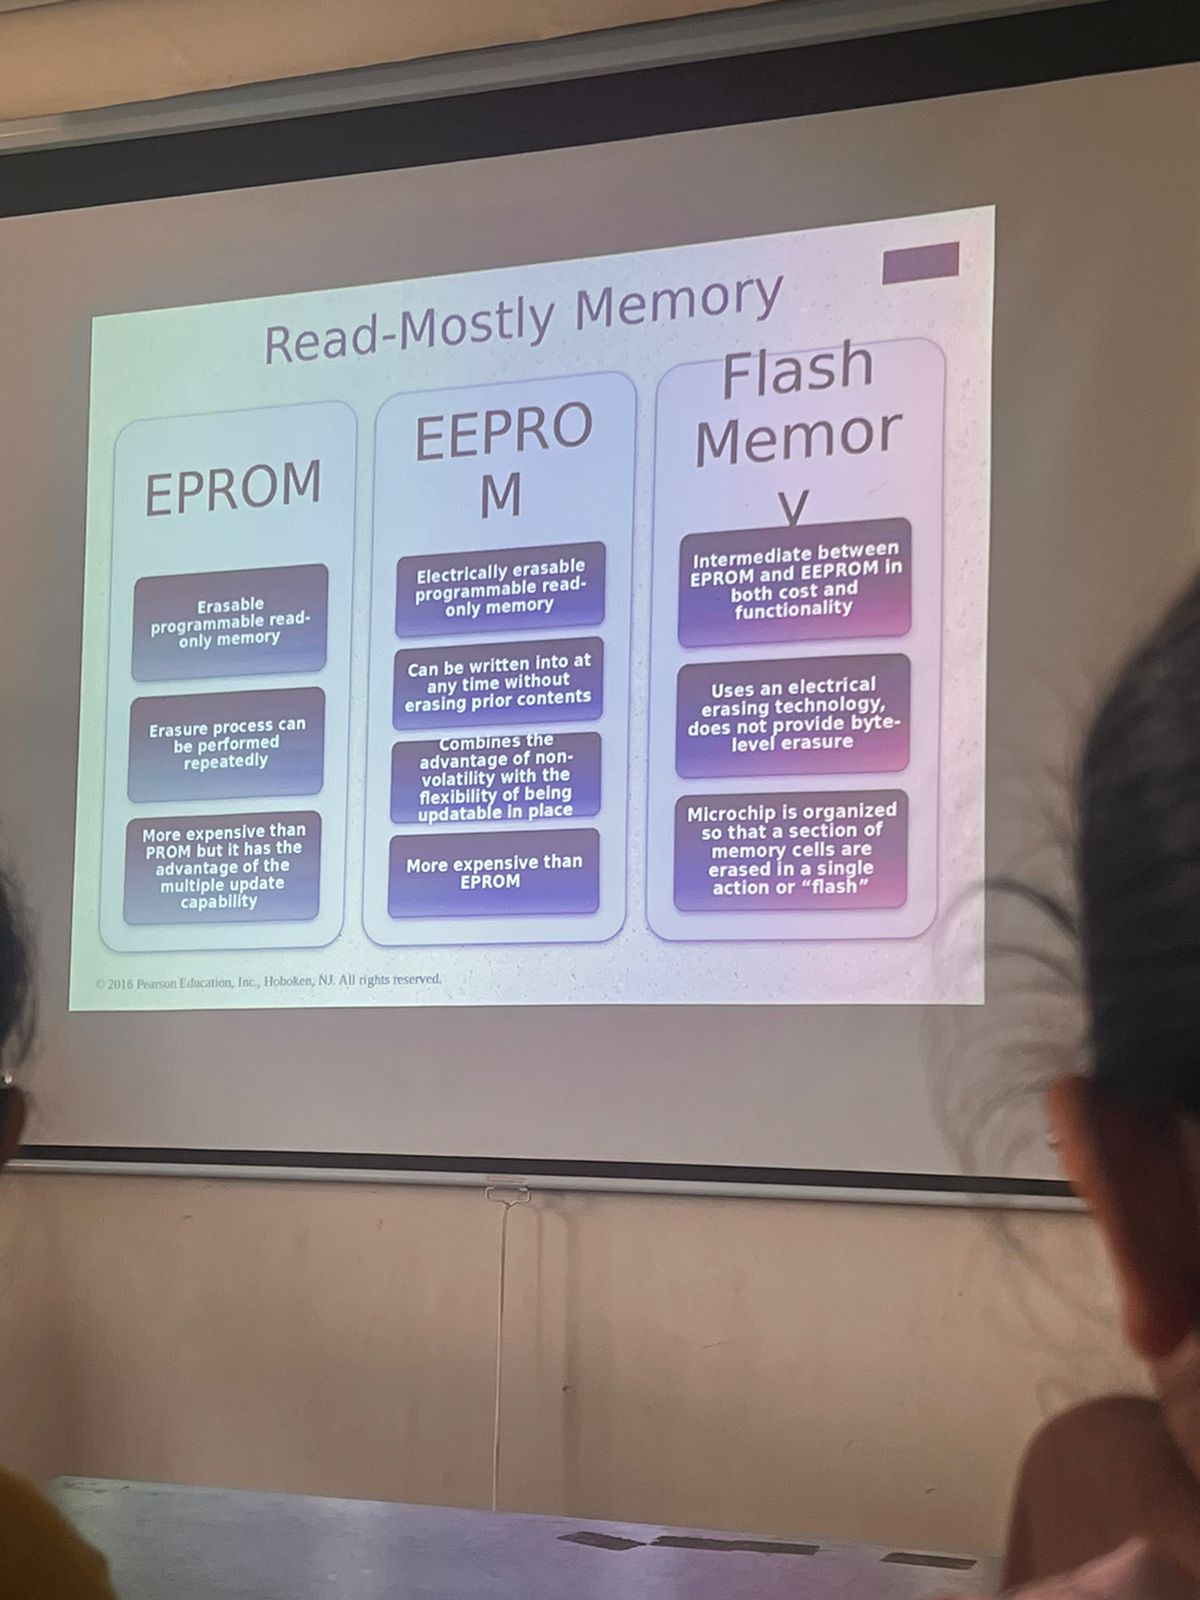 Read-Mostly Memory
EPROM
Erasable
programmable read-
only memory
Erasure process can
be performed
repeatedly
More expensive than
PROM but it has the
advantage of the
multiple update
capability
EEPRO
M
Electrically erasable
programmable read-
only memory
Can be written into at
any time without
erasing prior contents
Combines the
advantage of non-
volatility with the
flexibility of being
updatable in place
More expensive than
EPROM
Flash
Memor
y
Intermediate between
EPROM and EEPROM in
both cost and
functionality
Uses an electrical
erasing technology,
does not provide byte-
level erasure
Microchip is organized
so that a section of
memory cells are
erased in a single
action or “flash”
© 2016 Pearson Education, Inc., Hoboken, NJ. All rights reserved.